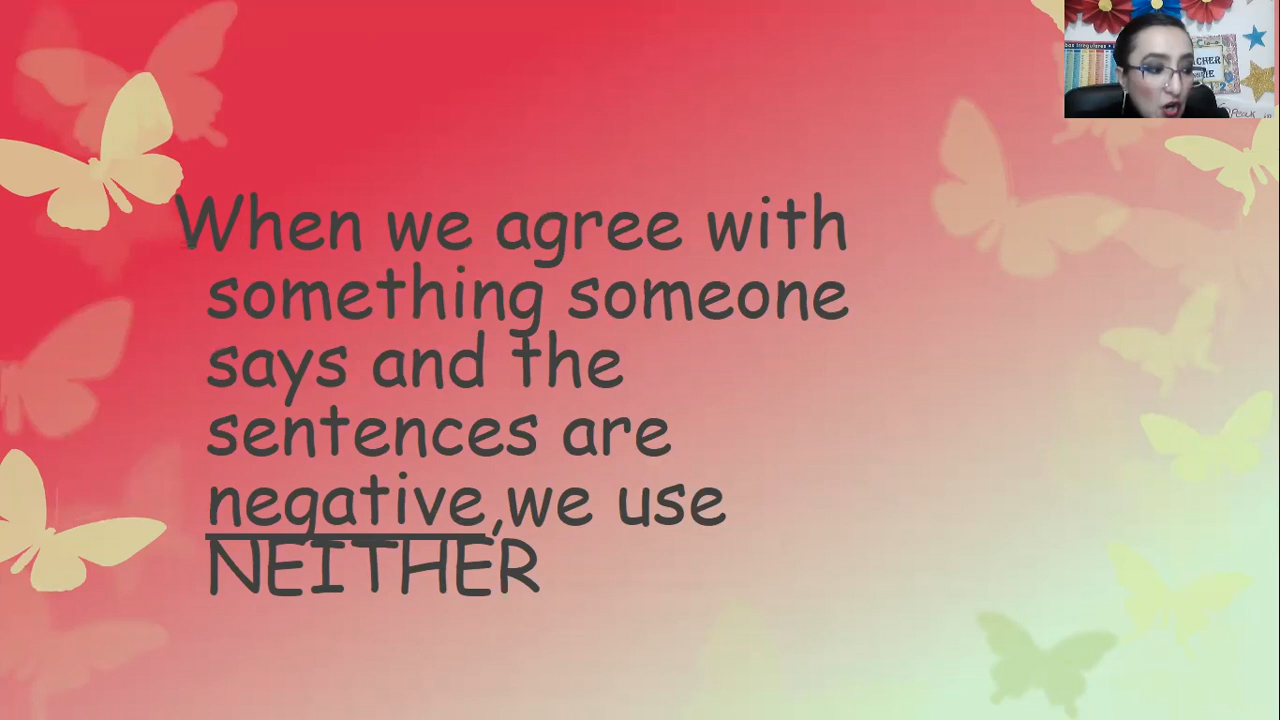 When we agree with
something someone
says and the
sentences are
negative,we use
NEITHER